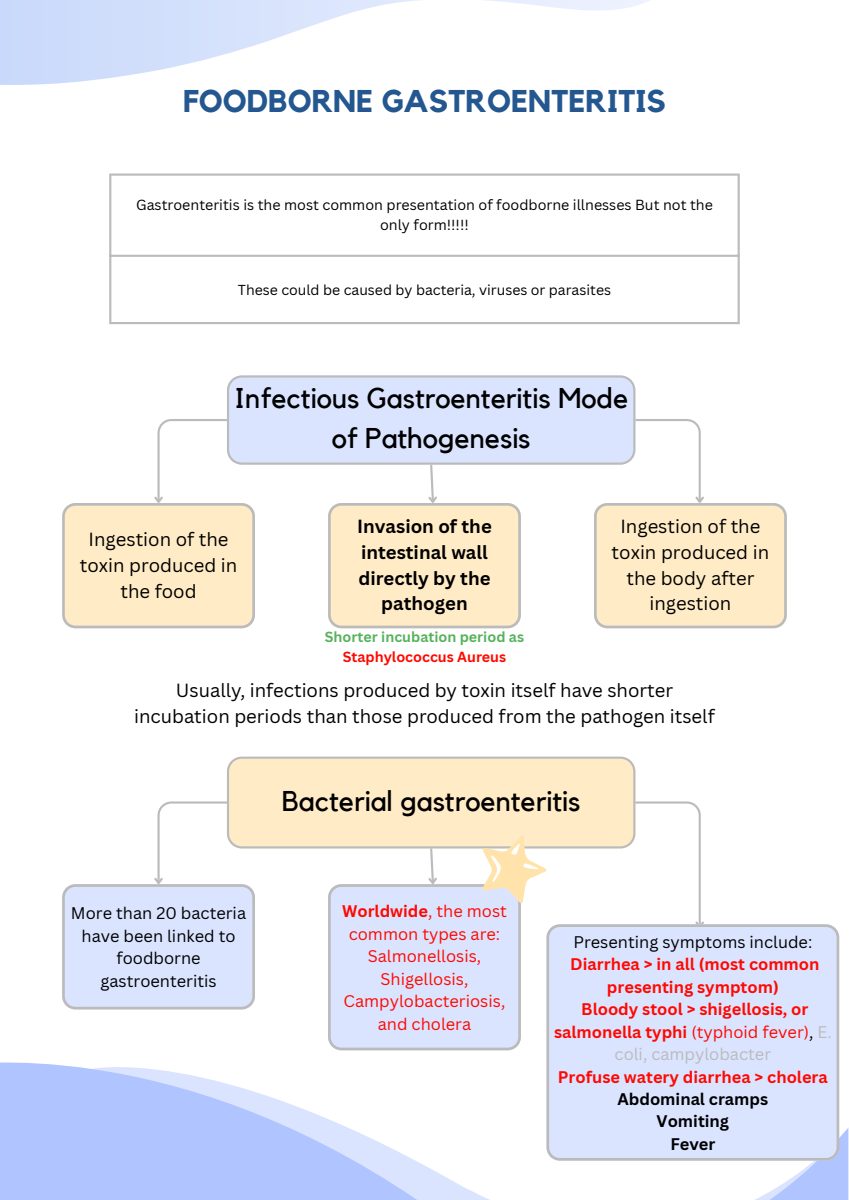 FOODBORNE GASTROENTERITIS
Gastroenteritis is the most common presentation of foodborne illnesses But not the
only form!!!!!
These could be caused by bacteria, viruses or parasites
Infectious Gastroenteritis Mode
of Pathogenesis
Ingestion of the
toxin produced in
the food
Invasion of the
intestinal wall
directly by the
pathogen
Shorter incubation period as
Staphylococcus Aureus
Ingestion of the
toxin produced in
the body after
ingestion
Usually, infections produced by toxin itself have shorter
incubation periods than those produced from the pathogen itself
Bacterial gastroenteritis
More than 20 bacteria
have been linked to
foodborne
gastroenteritis
Worldwide, the most
common types are:
Salmonellosis,
Shigellosis,
Campylobacteriosis,
and cholera
Presenting symptoms include:
Diarrhea > in all (most common
presenting symptom)
Bloody stool > shigellosis, or
salmonella typhi (typhoid fever), E.
coli, campylobacter
Profuse watery diarrhea > cholera
Abdominal cramps
Vomiting
Fever